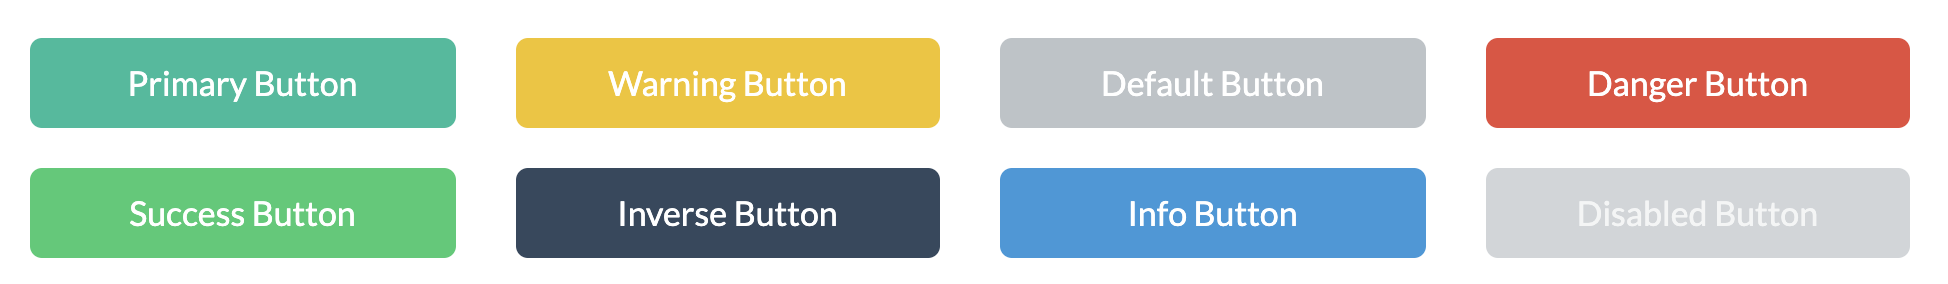 Primary Button
Warning Button
Default Button
Danger Button
Success Button
Inverse Button
Info Button
Disabled Button